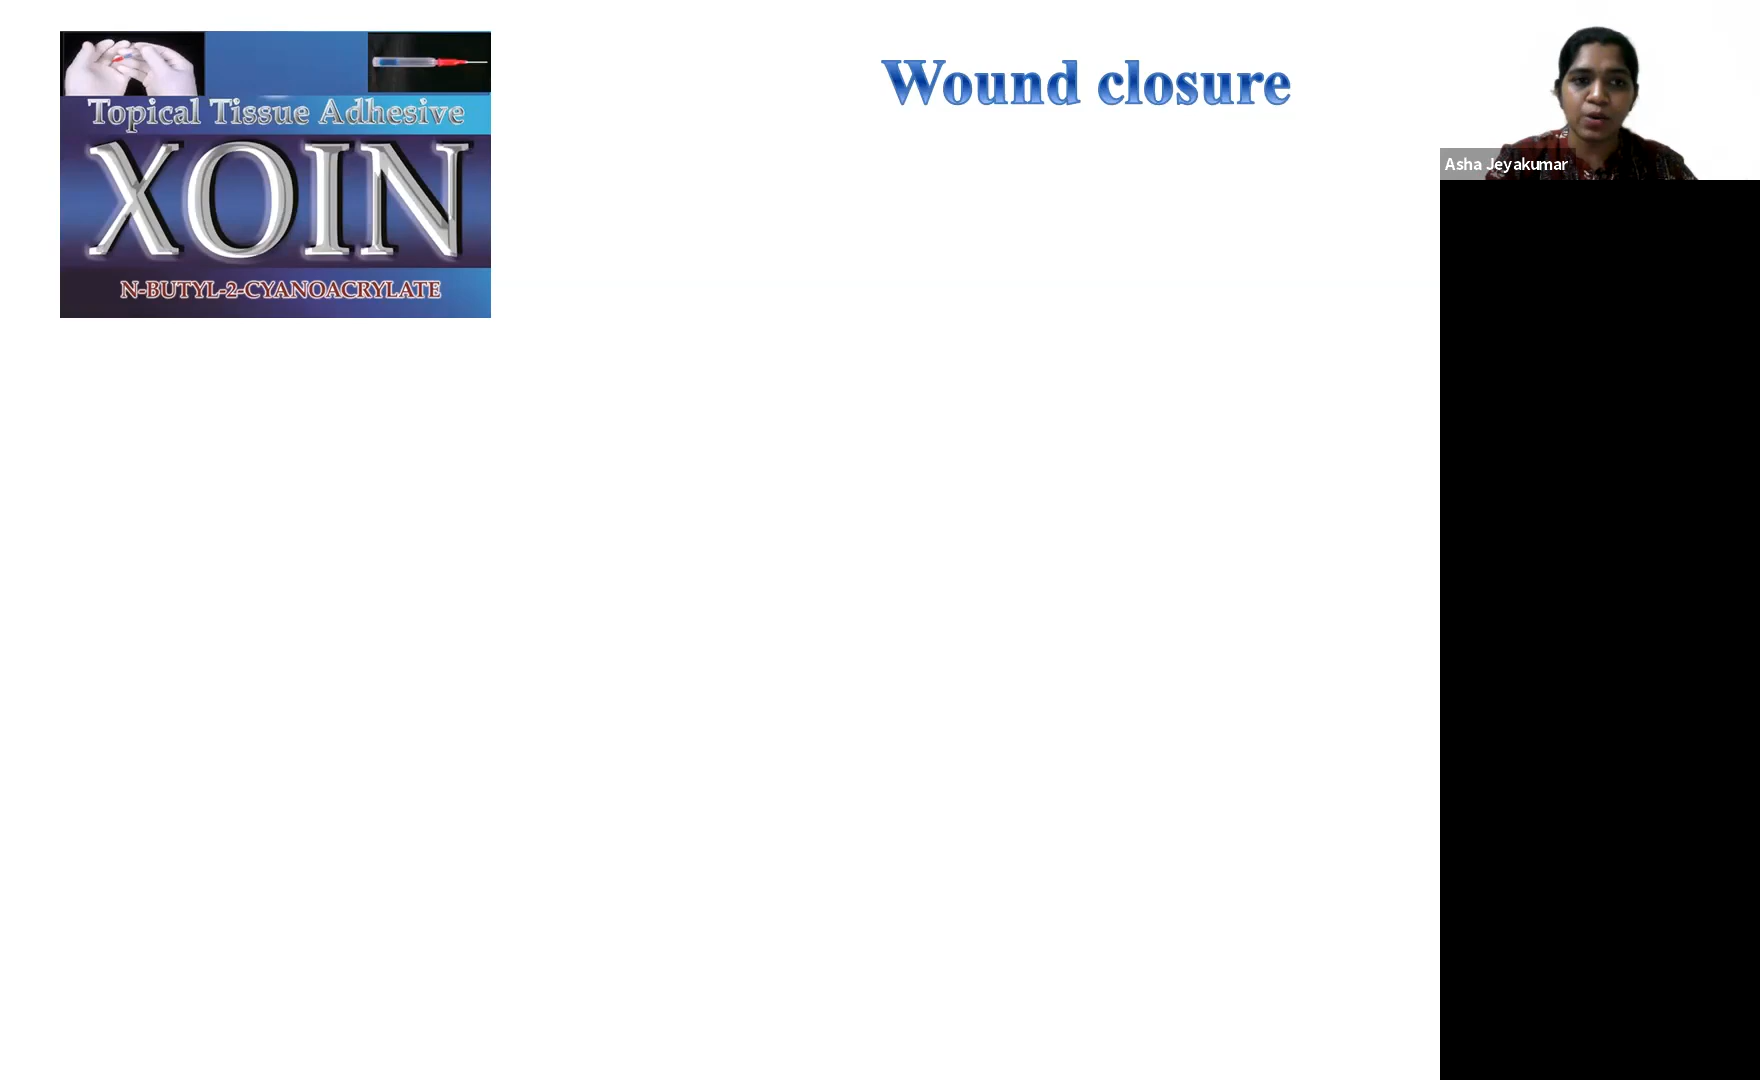 Topical Tissue Adhesive
XOIN
N-BUTYL-2-CYANOACRYLATE
Wound closure
Asha Jeyakumar